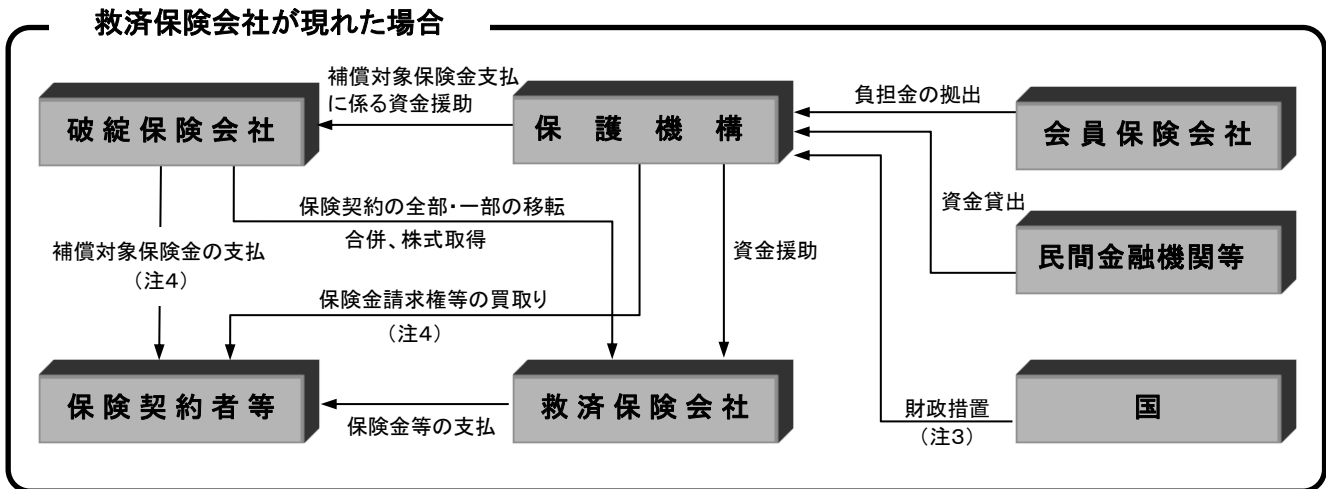 救済保険会社が現れた場合
補償対象保険金支払
に係る資金援助
負担金の拠出
破綻保険会社
保護機構
会員保険会社
保険契約の全部・一部の移転
合併、株式取得
資金貸出
補償対象保険金の支払
（注4）
資金援助
民間金融機関等
保険金請求権等の買取り
（注4）
保険契約者等
救済保険会社
国
保険金等の支払
財政措置
（注3）